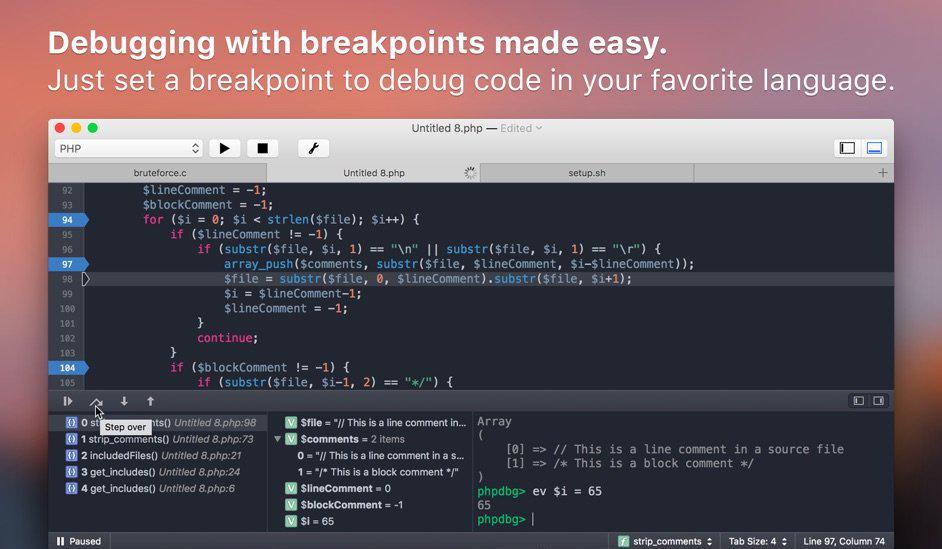 Debugging with breakpoints made easy.
Just set a breakpoint to debug code in your favorite language.
Untitled 8.php — Edited
PHP
bruteforce.c
Untitled 8.php
setup.sh
92 $lineComment = -1;
93 $blockComment = -1;
94 for ($i = 0; $i < strlen($file); $i++) {
95 if ($lineComment != -1) {
96 if (substr($file, $i, 1) == "\n" || substr($file, $i, 1) == "\r") {
97 array_push($comments, substr($file, $lineComment, $i-$lineComment));
98 $file = substr($file, 0, $lineComment).substr($file, $i+1);
99 $i = $lineComment-1;
100 $lineComment = -1;
101 }
102 continue;
103 }
104 if ($blockComment != -1) {
105 if (substr($file, $i-1, 2) == "*/") {
0 st
nts() Untitled 8.php:98
Step over
1 strip_comments() Untitled 8.php:73
2 includedFiles() Untitled 8.php:21
3 get_includes() Untitled 8.php:24
4 get_includes() Untitled 8.php:6
V $file = "// This is a line comment in...
V $comments = 2 items
0 = "// This is a line comment in a s...
1 = "/* This is a block comment */"
V $lineComment = 0
V $blockComment = -1
V $i = 65
Array
(
[0] => // This is a line comment in a source file
[1] => /* This is a block comment */
)
phpdbg> ev $i = 65
65
phpdbg>
Paused
f strip_comments
Tab Size: 4
Line 97, Column 74